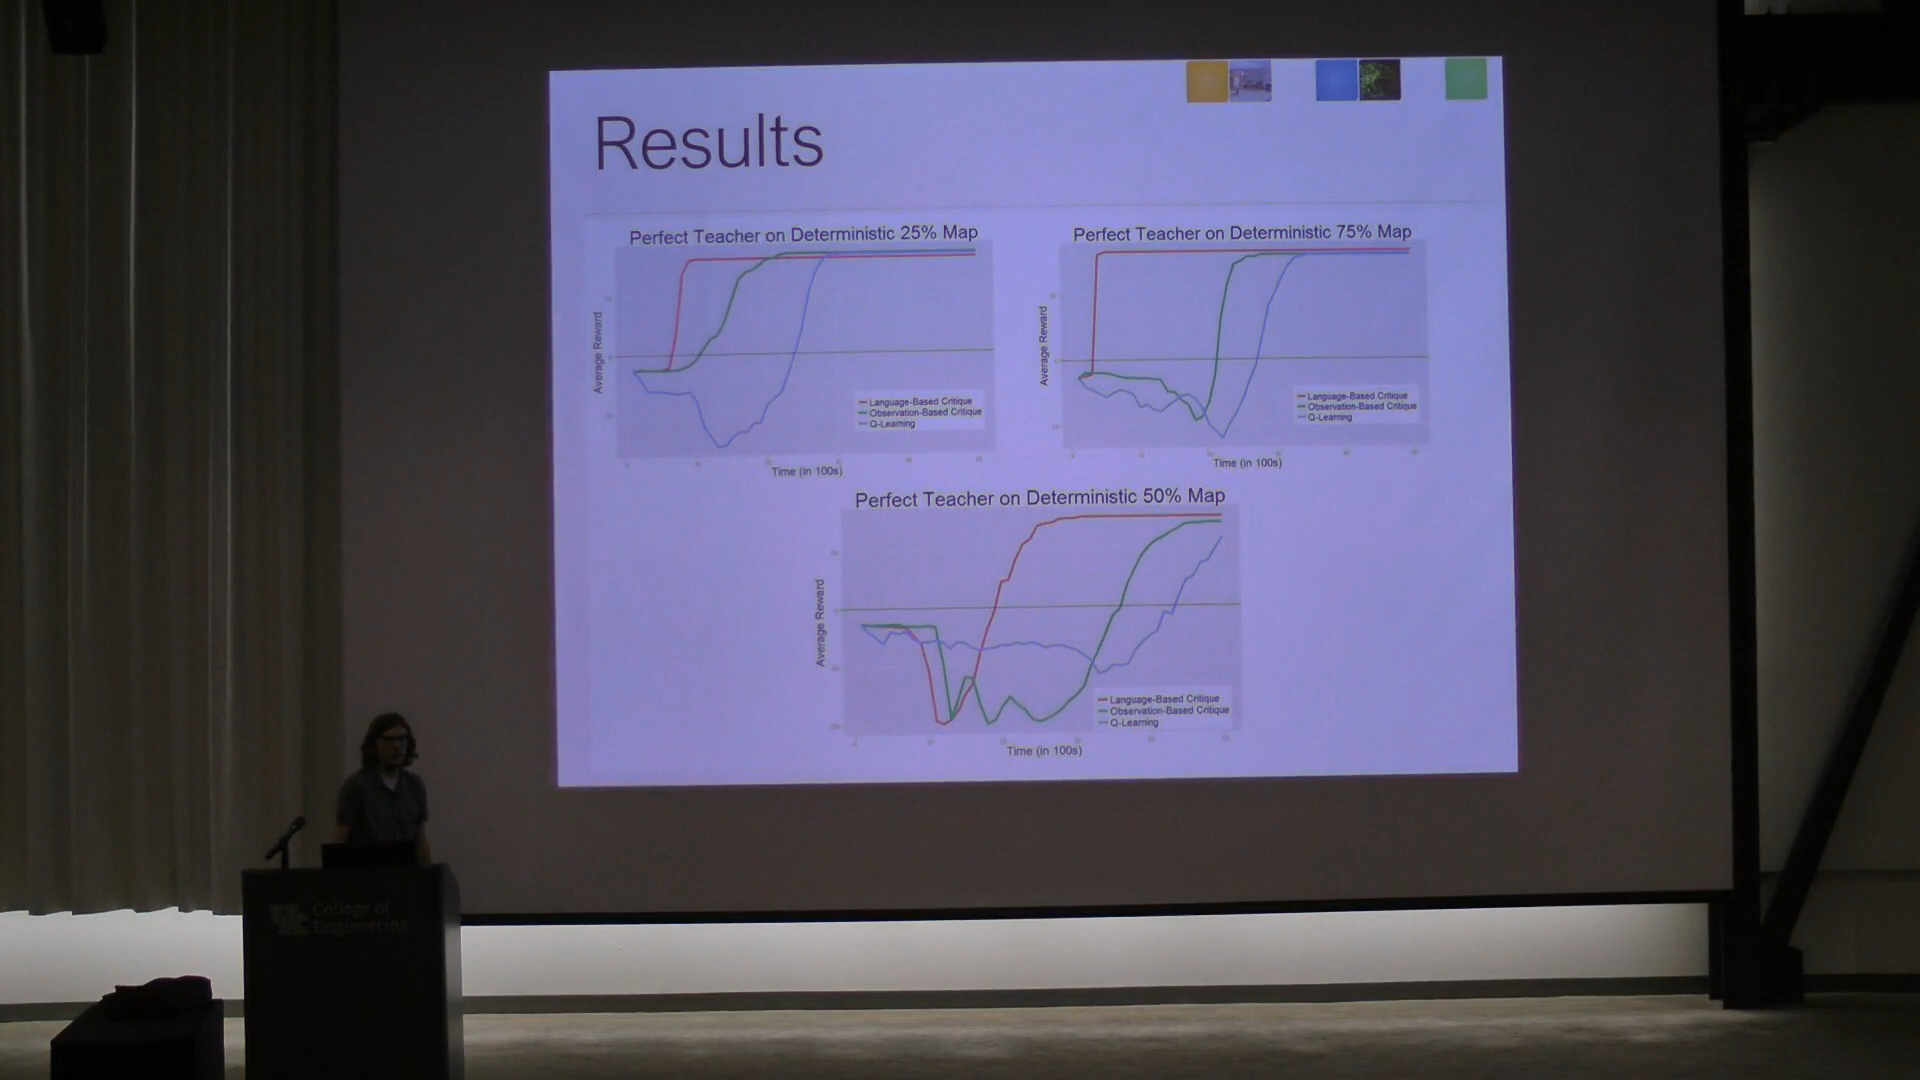 Results
Perfect Teacher on Deterministic 25% Map
Average Reward
Language-Based Critique
Observation-Based Critique
Q-Learning
Time (in 100s)
Perfect Teacher on Deterministic 75% Map
Average Reward
Language-Based Critique
Observation-Based Critique
Q-Learning
Time (in 100s)
Perfect Teacher on Deterministic 50% Map
Average Reward
Language-Based Critique
Observation-Based Critique
Q-Learning
Time (in 100s)
College of
Engineering